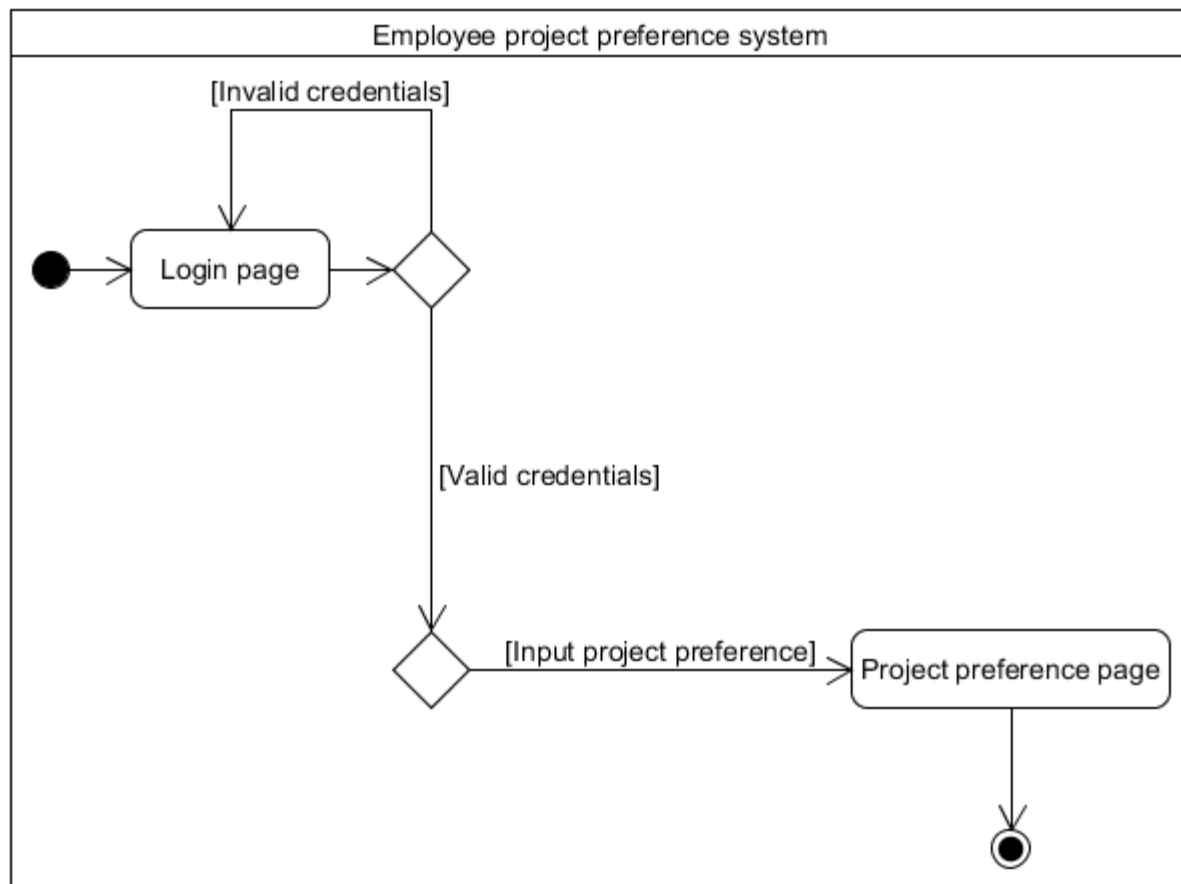 Employee project preference system
[Invalid credentials]
Login page
[Valid credentials]
[Input project preference]
Project preference page